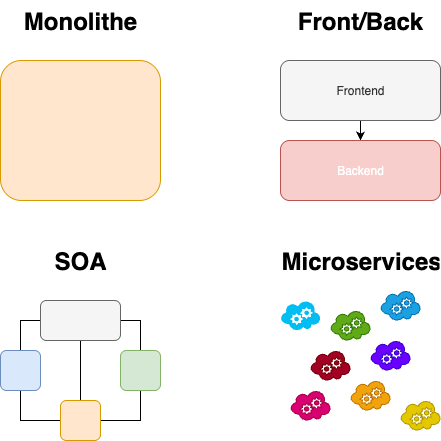 Monolithe
Front/Back
Frontend
Backend
SOA
Microservices